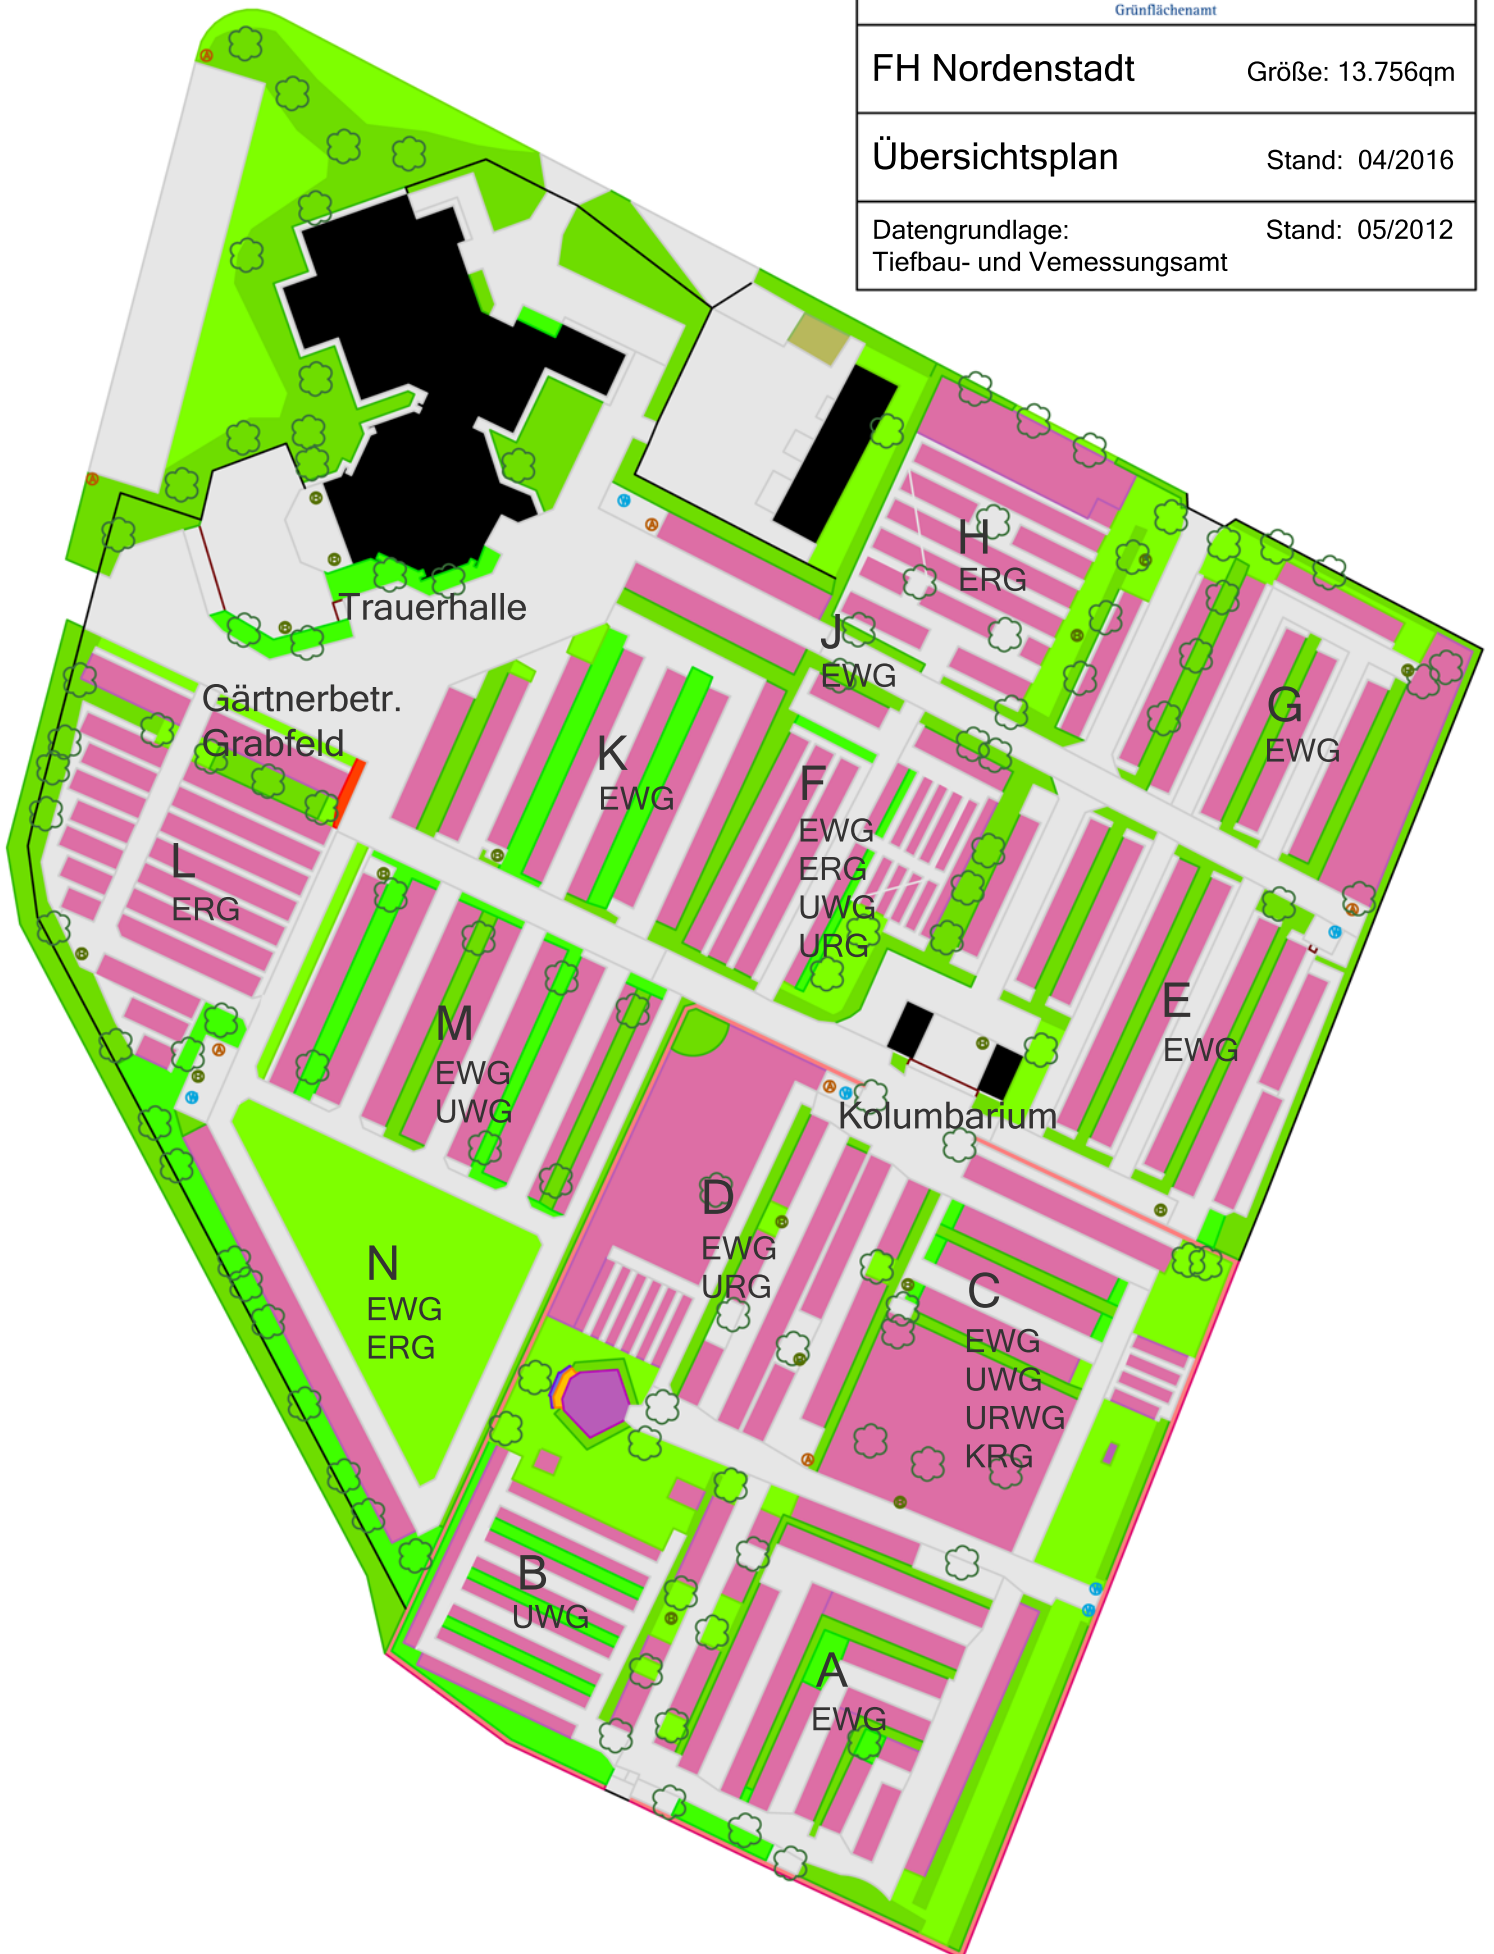 Grünflächenamt
FH Nordenstadt Größe: 13.756qm
Übersichtsplan Stand: 04/2016
Datengrundlage: Stand: 05/2012
Tiefbau- und Vemessungsamt
H
ERG
Trauerhalle
J
EWG
Gärtnerbetr.
Grabfeld
G
EWG
K
EWG
F
EWG
ERG
UWG
URG
L
ERG
M
EWG
UWG
E
EWG
Kolumbarium
D
EWG
URG
N
EWG
ERG
C
EWG
UWG
URWG
KRG
B
UWG
A
EWG